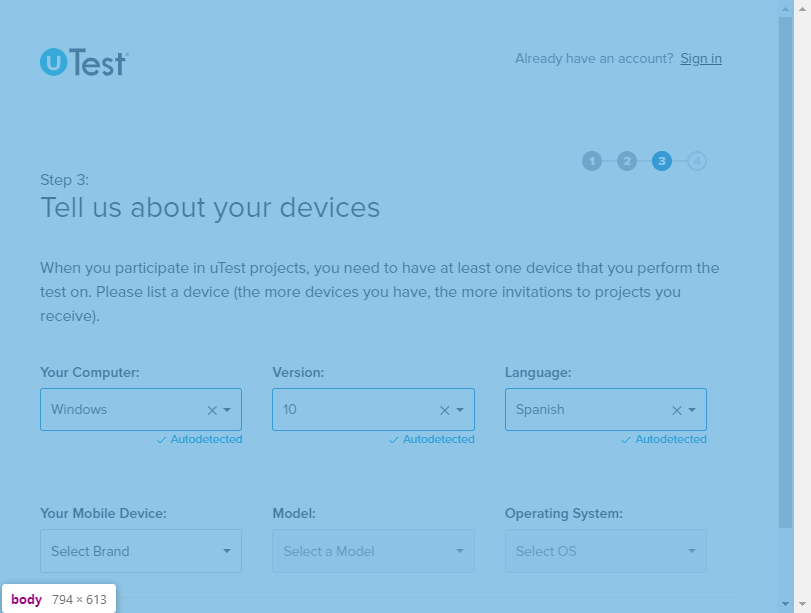 uTest
Already have an account? Sign in
1 2 3 4
Step 3:
Tell us about your devices
When you participate in uTest projects, you need to have at least one device that you perform the
test on. Please list a device (the more devices you have, the more invitations to projects you
receive).
Your Computer: Version: Language:
Windows 10 Spanish
Autodetected Autodetected Autodetected
Your Mobile Device: Model: Operating System:
Select Brand Select a Model Select OS
body 794 × 613